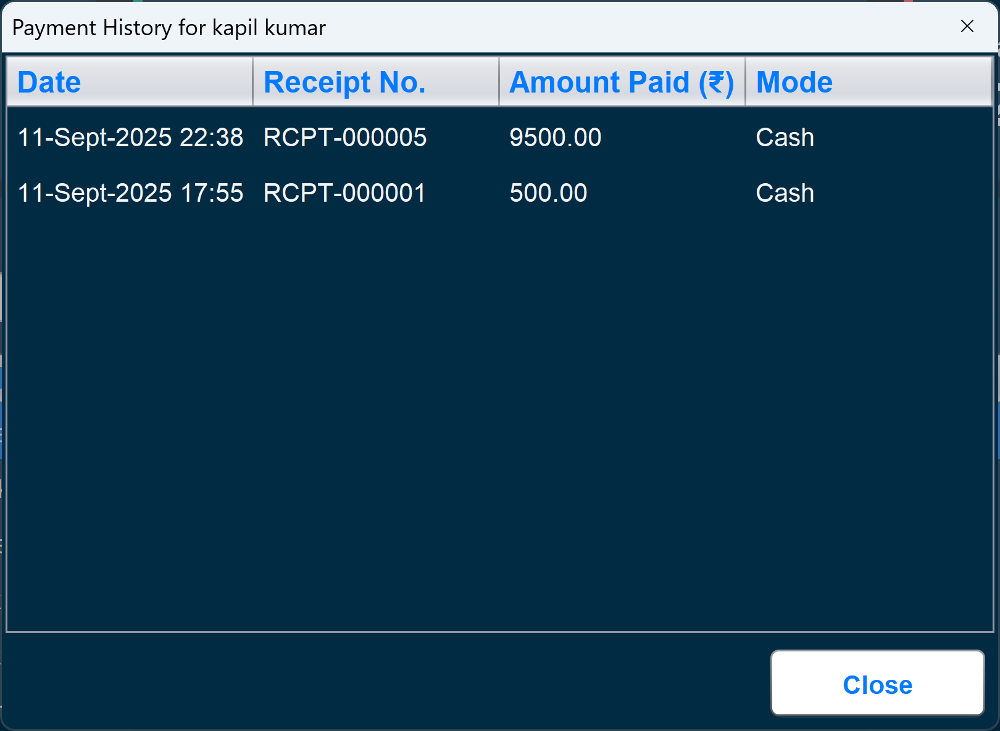 Payment History for kapil kumar
Date Receipt No. Amount Paid (₹) Mode
11-Sept-2025 22:38 RCPT-000005 9500.00 Cash
11-Sept-2025 17:55 RCPT-000001 500.00 Cash
Close